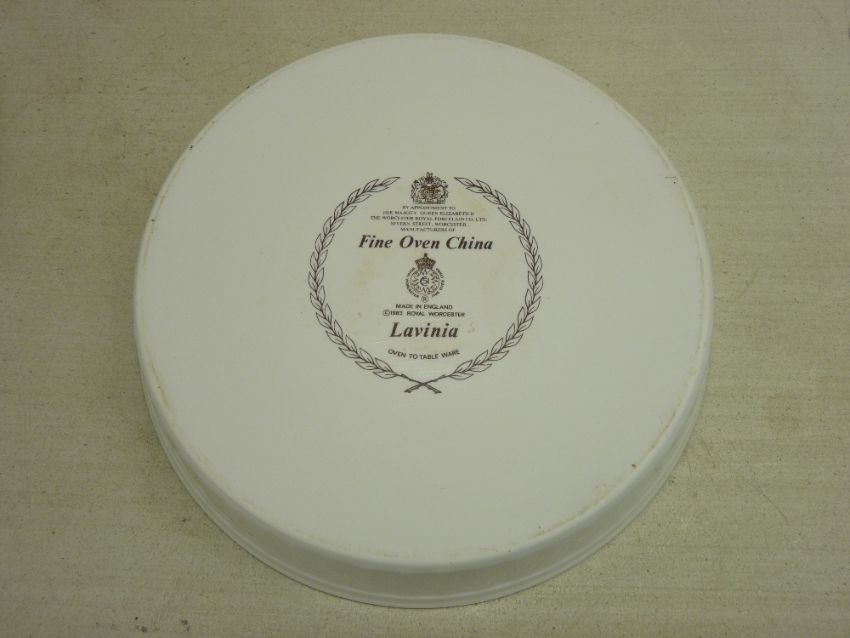 BY APPOINTMENT TO
HER MAJESTY QUEEN ELIZABETH II
THE WORCESTER ROYAL PORCELAIN CO. LTD.
SEVERN STREET, WORCESTER.
MANUFACTURERS OF
Fine Oven China
MADE IN ENGLAND
©1983 ROYAL WORCESTER
Lavinia
OVEN TO TABLE WARE